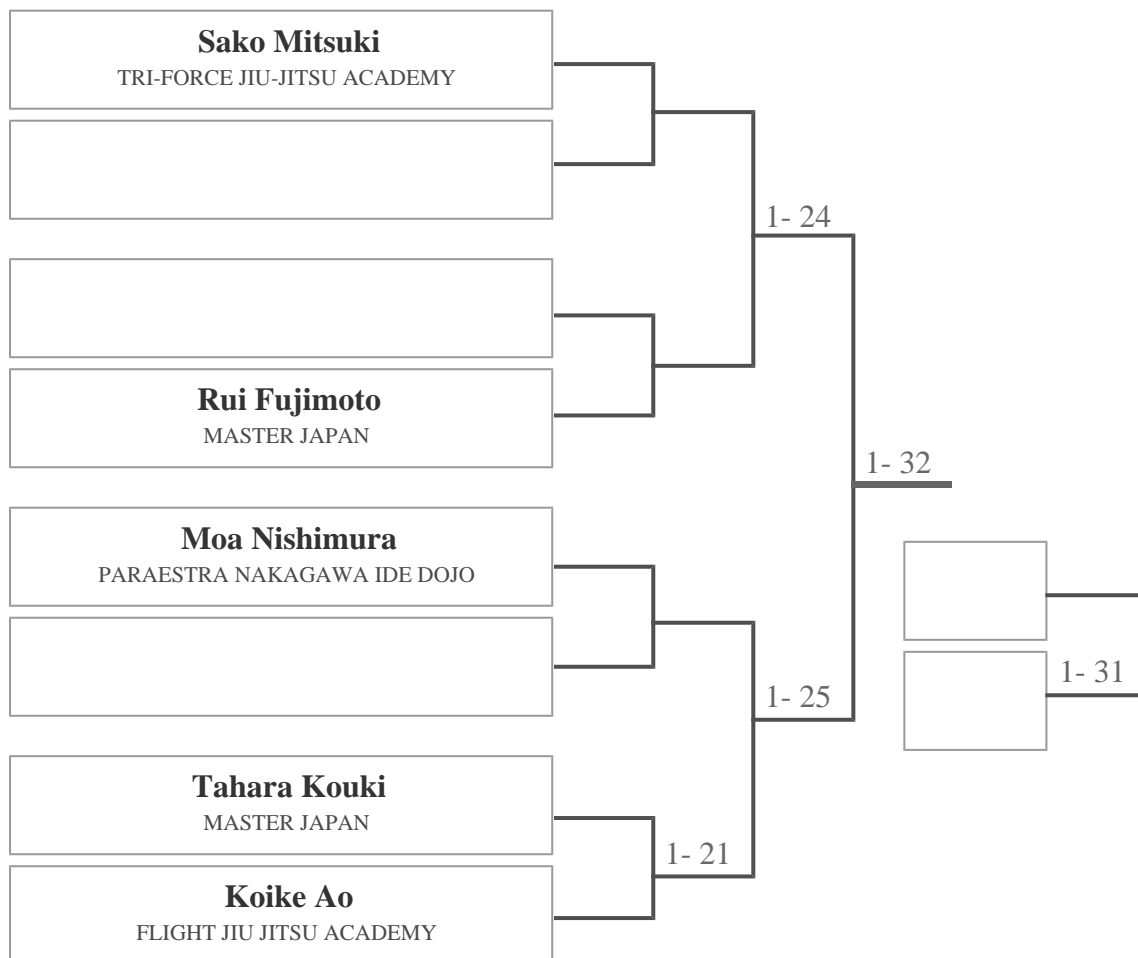 Sako Mitsuki
TRI-FORCE JIU-JITSU ACADEMY
1- 24
Rui Fujimoto
MASTER JAPAN
1- 32
Moa Nishimura
PARAESTRA NAKAGAWA IDE DOJO
1- 31
1- 25
Tahara Kouki
MASTER JAPAN
1- 21
Koike Ao
FLIGHT JIU JITSU ACADEMY